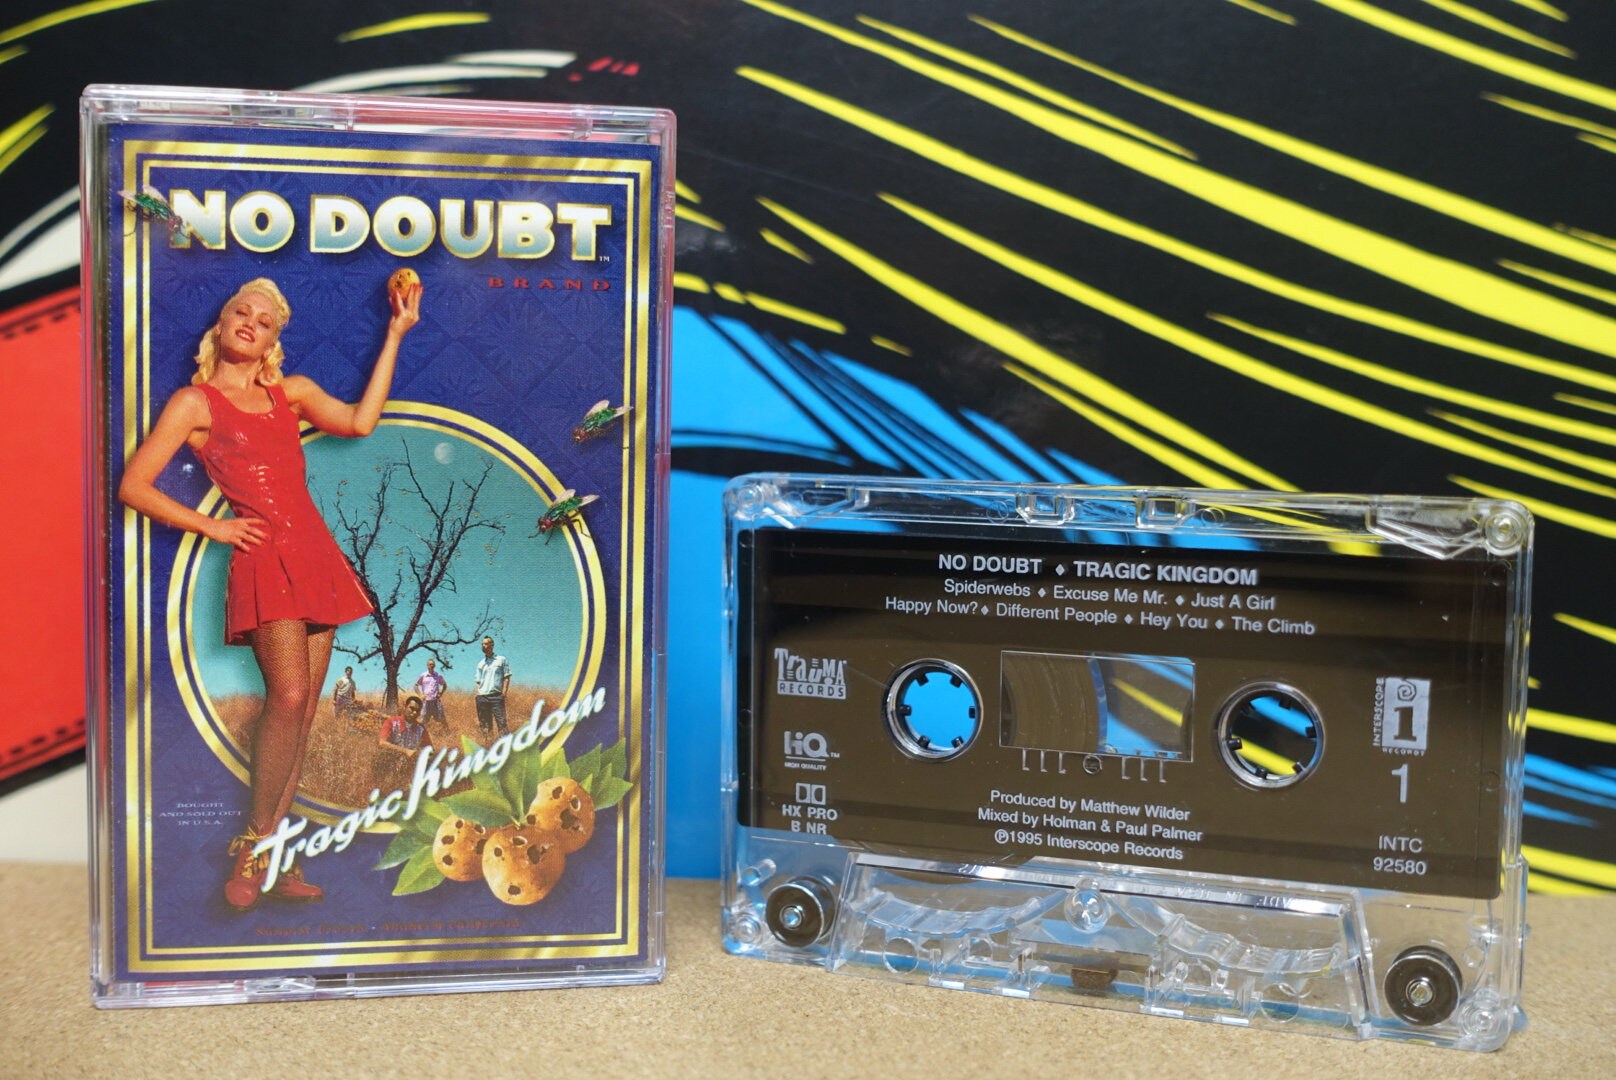 NO DOUBT™
BRAND
Tragic Kingdom
BOUGHT
AND SOLD OUT
IN U.S.A.
NO DOUBT ♦ TRAGIC KINGDOM
Spiderwebs ♦ Excuse Me Mr. ♦ Just A Girl
Happy Now? ♦ Different People ♦ Hey You ♦ The Climb
TRaUMA
RECORDS
HiQ™
HIGH QUALITY
HX PRO
B NR
INTERSCOPE
RECORDS
1
Produced by Matthew Wilder
Mixed by Holman & Paul Palmer
℗1995 Interscope Records
INTC
92580